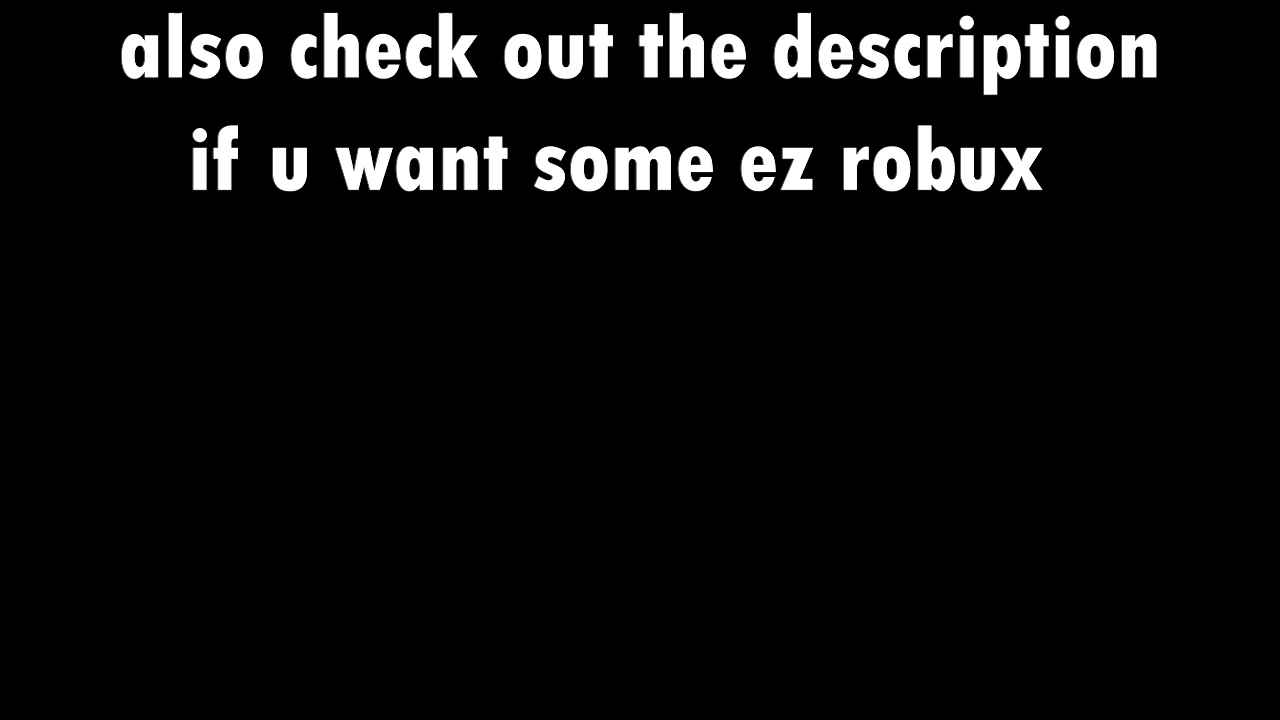 also check out the description
if u want some ez robux